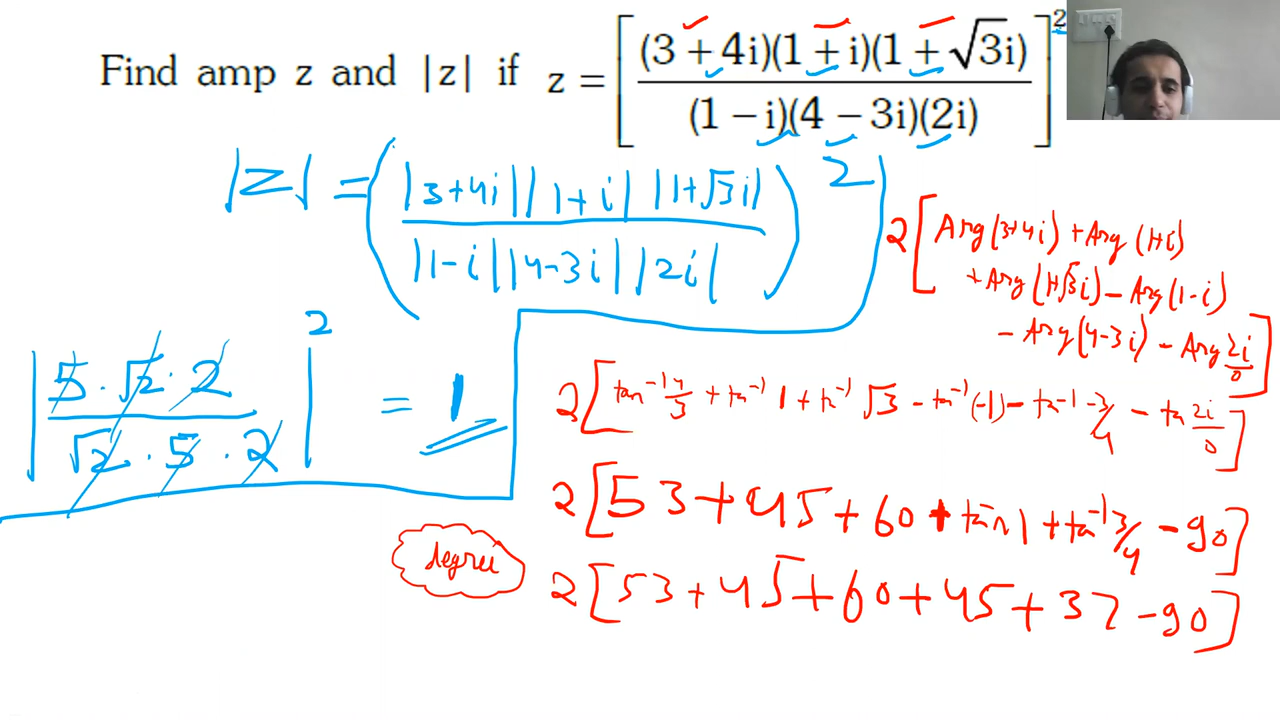 Find amp z and |z| if z = [(3 + 4i)(1 + i)(1 + √3i) / (1 − i)(4 − 3i)(2i)]²
|Z| = (|3+4i| |1+i| |1+√3i| / |1-i| |4-3i| |2i|)²
|5 · √2 · 2 / √2 · 5 · 2|² = 1
2[Arg(3+4i) + Arg(1+i)
+ Arg(1+√3i) - Arg(1-i)
- Arg(4-3i) - Arg 2i/0]
2[tan⁻¹ 4/3 + tan⁻¹ 1 + tan⁻¹ √3 - tan⁻¹(-1) - tan⁻¹ -3/4 - tan 2i/0]
2[53 + 45 + 60 + tan⁻¹ 1 + tan⁻¹ 3/4 - 90]
degree
2[53 + 45 + 60 + 45 + 37 - 90]